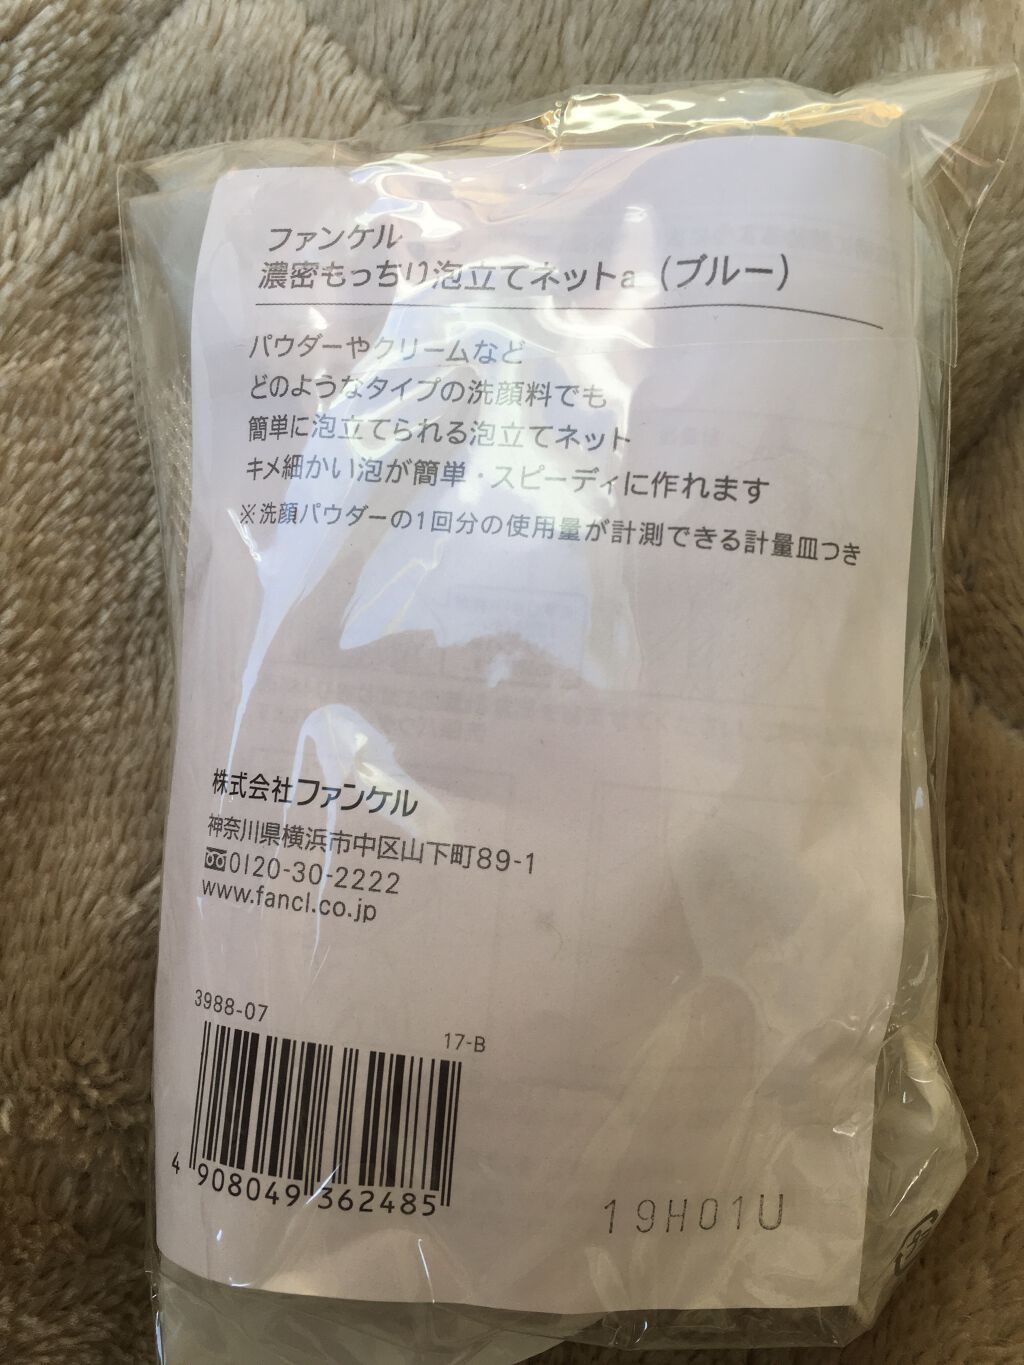 ファンケル
濃密もっちり泡立てネットa（ブルー）
パウダーやクリームなど
どのようなタイプの洗顔料でも
簡単に泡立てられる泡立てネット
キメ細かい泡が簡単・スピーディに作れます
※洗顔パウダーの1回分の使用量が計測できる計量皿つき
株式会社ファンケル
神奈川県横浜市中区山下町89-1
0120-30-2222
www.fancl.co.jp
3988-07
17-B
4 908049 362485
19H01U